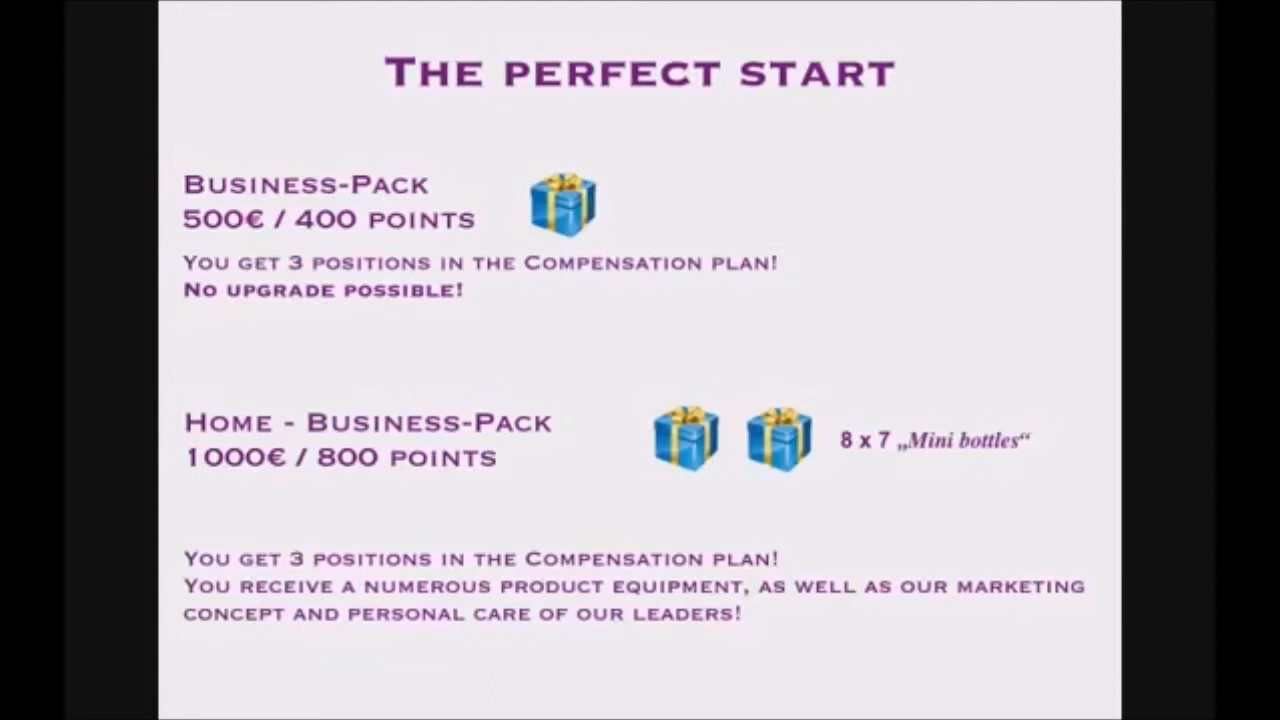 The perfect start
Business-Pack
500€ / 400 points
You get 3 positions in the Compensation plan!
No upgrade possible!
Home - Business-Pack
1000€ / 800 points
8 x 7 „Mini bottles“
You get 3 positions in the Compensation plan!
You receive a numerous product equipment, as well as our marketing
concept and personal care of our leaders!